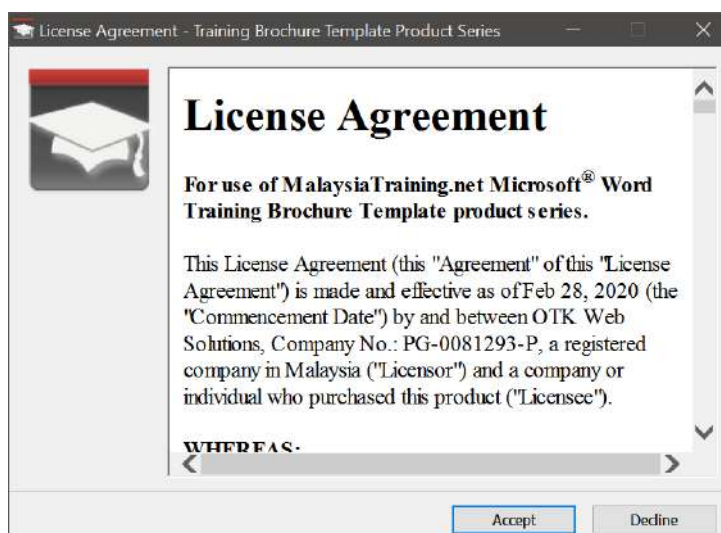 License Agreement - Training Brochure Template Product Series
License Agreement
For use of MalaysiaTraining.net Microsoft® Word
Training Brochure Template product series.
This License Agreement (this "Agreement" of this "License
Agreement") is made and effective as of Feb 28, 2020 (the
"Commencement Date") by and between OTK Web
Solutions, Company No.: PG-0081293-P, a registered
company in Malaysia ("Licensor") and a company or
individual who purchased this product ("Licensee").
WHEREAS:
Accept Decline